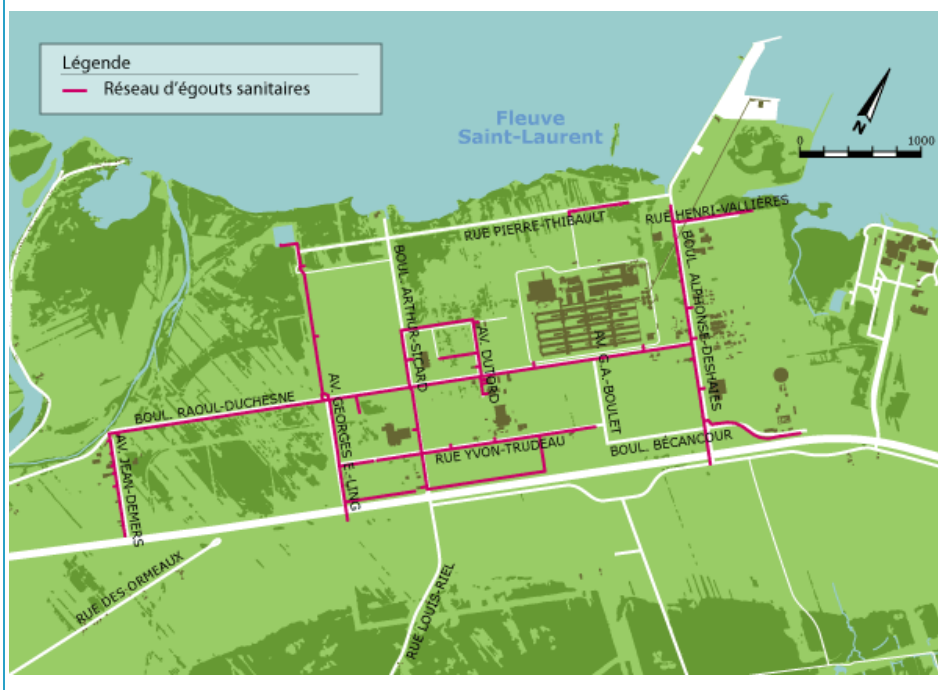 Légende
Réseau d'égouts sanitaires
Fleuve
Saint-Laurent
N
0 1000
RUE PIERRE-THIBAULT
RUE HENRI-VALLIÈRES
BOUL. ARTHUR-SICARD
BOUL. ALPHONSE-DESHAIES
AV. DUTORD
AV. G.-A.-BOULET
BOUL. RAOUL-DUCHESNE
AV. GEORGES E.-LING
AV. JEAN-DEMERS
RUE YVON-TRUDEAU
BOUL. BÉCANCOUR
RUE DES ORMEAUX
RUE LOUIS-RIEL